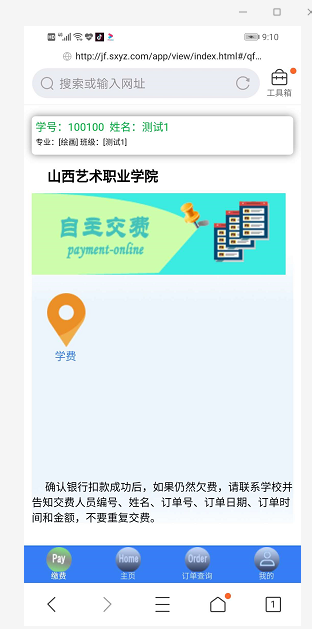 9:10
http://jf.sxyz.com/app/view/index.html#/qf...
搜索或输入网址
工具箱
学号：100100 姓名：测试1
专业：[绘画] 班级：[测试1]
山西艺术职业学院
自主交费
payment-online
学费
确认银行扣款成功后，如果仍然欠费，请联系学校并
告知交费人员编号、姓名、订单号、订单日期、订单时
间和金额，不要重复交费。
Pay Home Order
缴费 主页 订单查询 我的
1